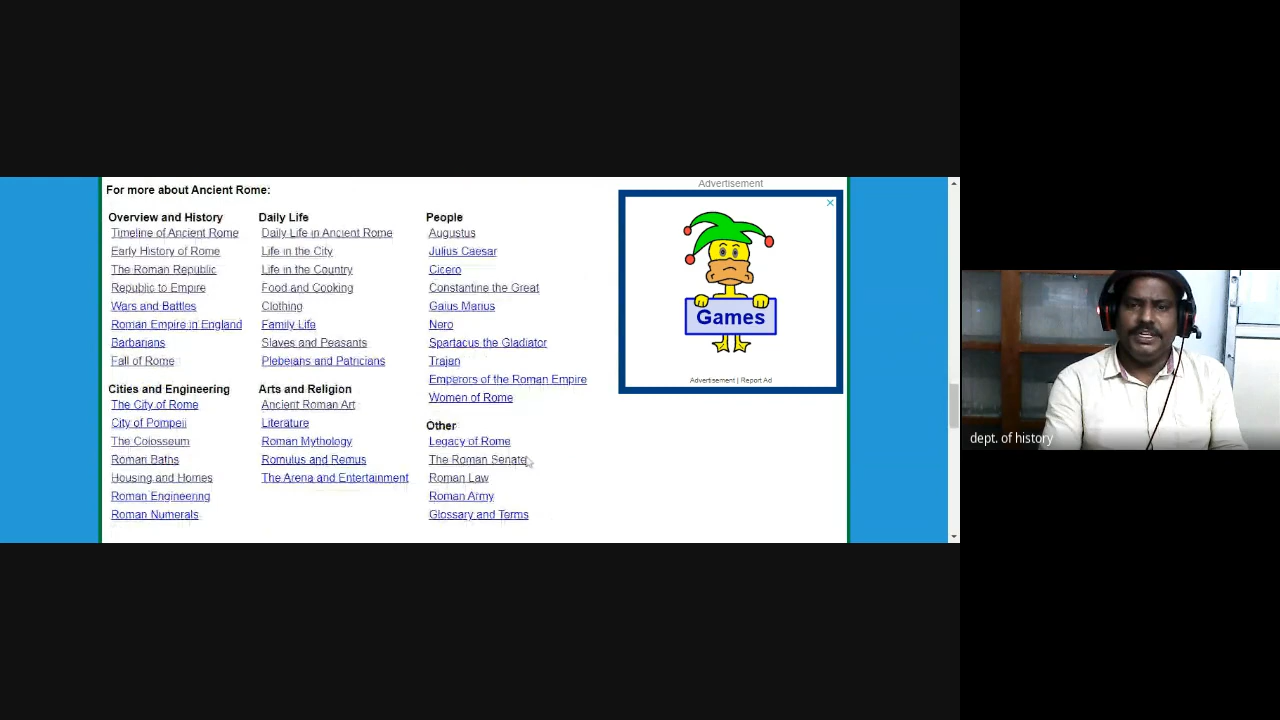 For more about Ancient Rome:
Overview and History
Timeline of Ancient Rome
Early History of Rome
The Roman Republic
Republic to Empire
Wars and Battles
Roman Empire in England
Barbarians
Fall of Rome
Cities and Engineering
The City of Rome
City of Pompeii
The Colosseum
Roman Baths
Housing and Homes
Roman Engineering
Roman Numerals
Daily Life
Daily Life in Ancient Rome
Life in the City
Life in the Country
Food and Cooking
Clothing
Family Life
Slaves and Peasants
Plebeians and Patricians
Arts and Religion
Ancient Roman Art
Literature
Roman Mythology
Romulus and Remus
The Arena and Entertainment
People
Augustus
Julius Caesar
Cicero
Constantine the Great
Gaius Marius
Nero
Spartacus the Gladiator
Trajan
Emperors of the Roman Empire
Women of Rome
Other
Legacy of Rome
The Roman Senate
Roman Law
Roman Army
Glossary and Terms
Advertisement
Games
Advertisement | Report Ad
dept. of history